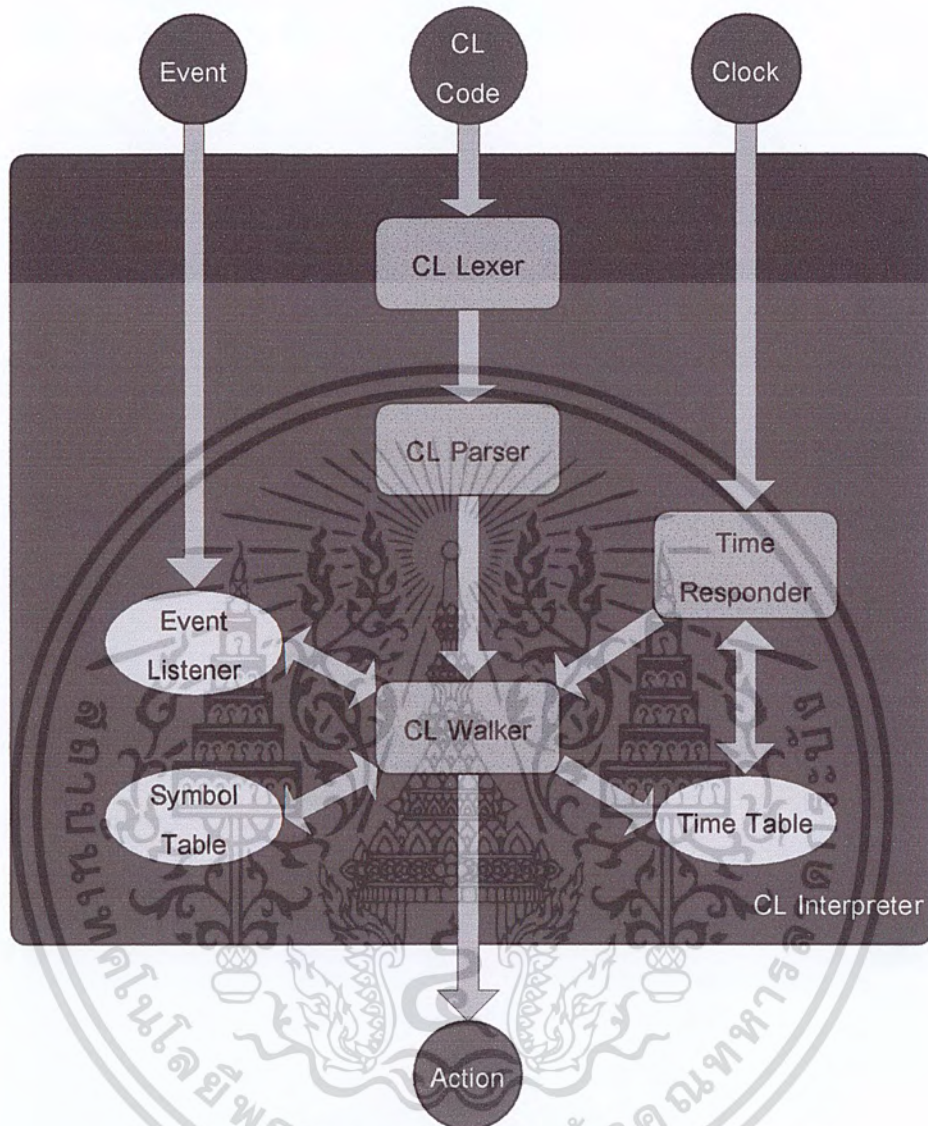 Event
CL
Code
Clock
CL Lexer
CL Parser
Time
Responder
Event
Listener
CL Walker
Symbol
Table
Time Table
CL Interpreter
Action